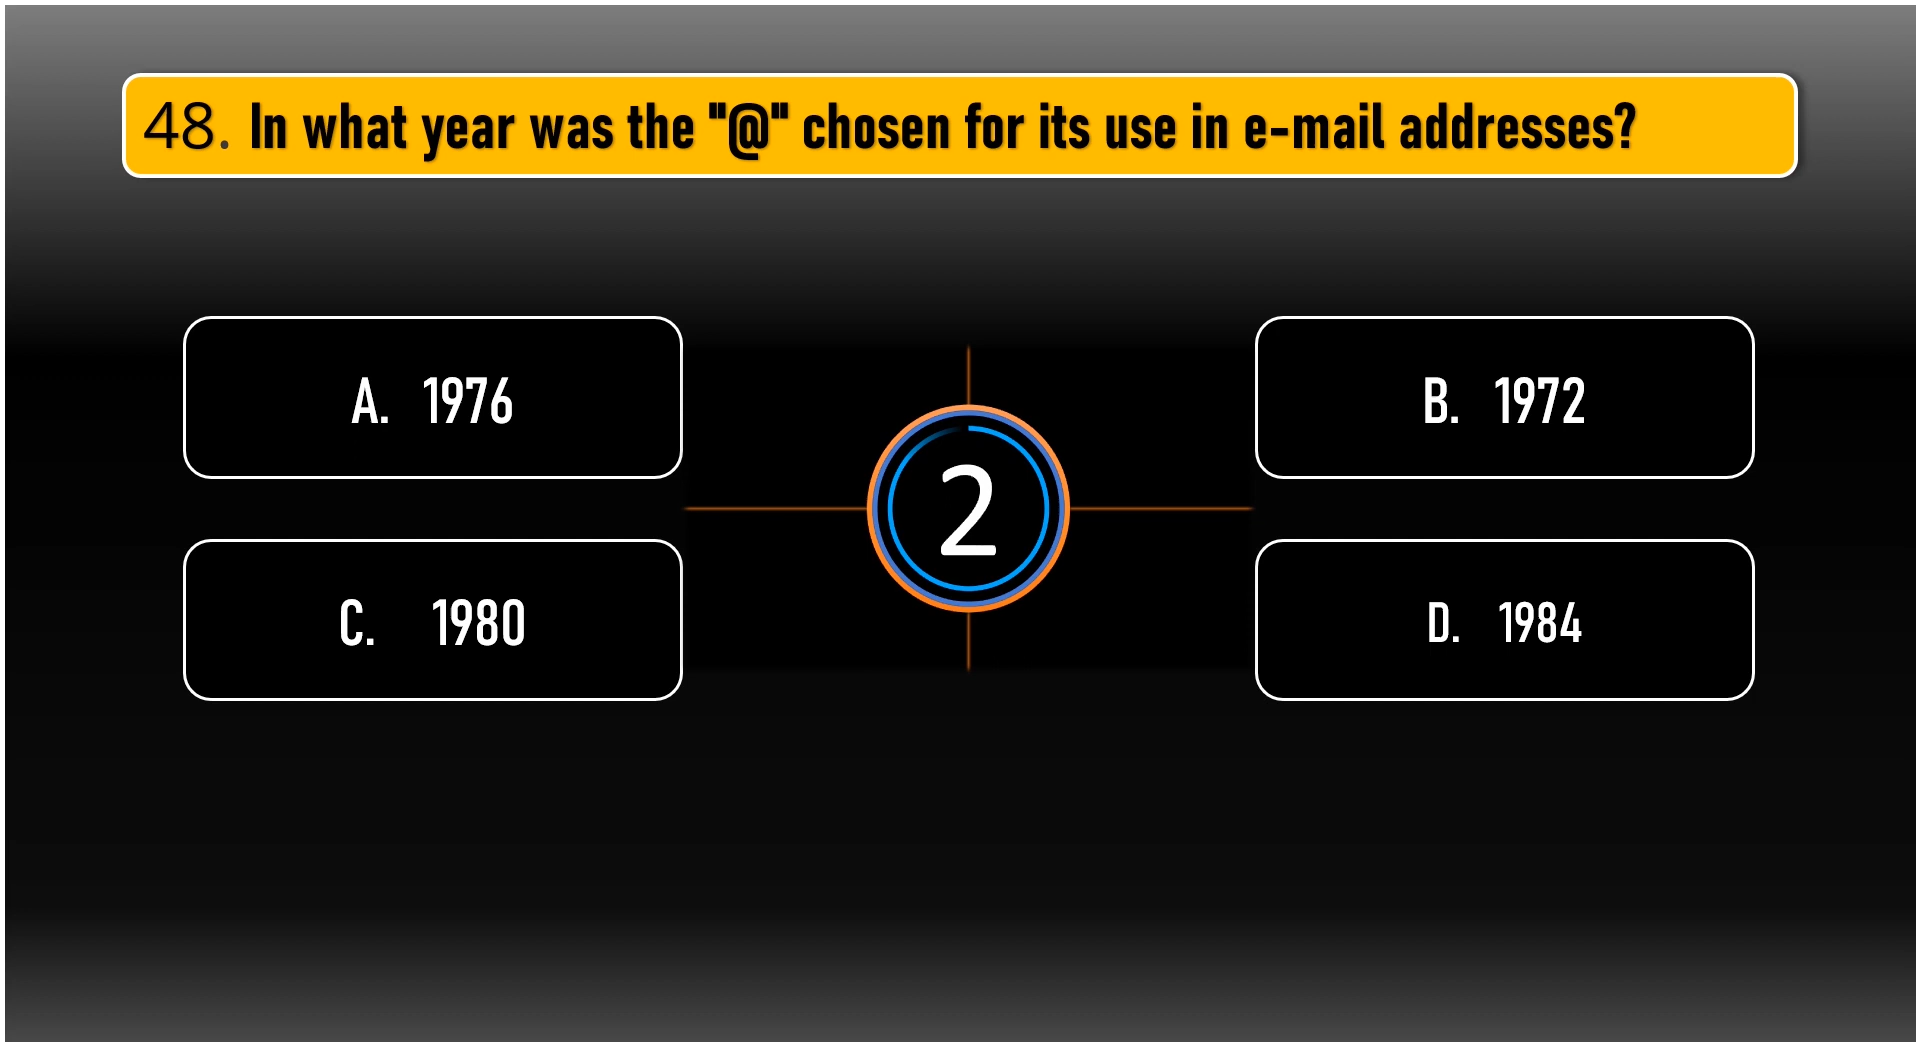 48. In what year was the "@" chosen for its use in e-mail addresses?
A. 1976
B. 1972
2
C. 1980
D. 1984